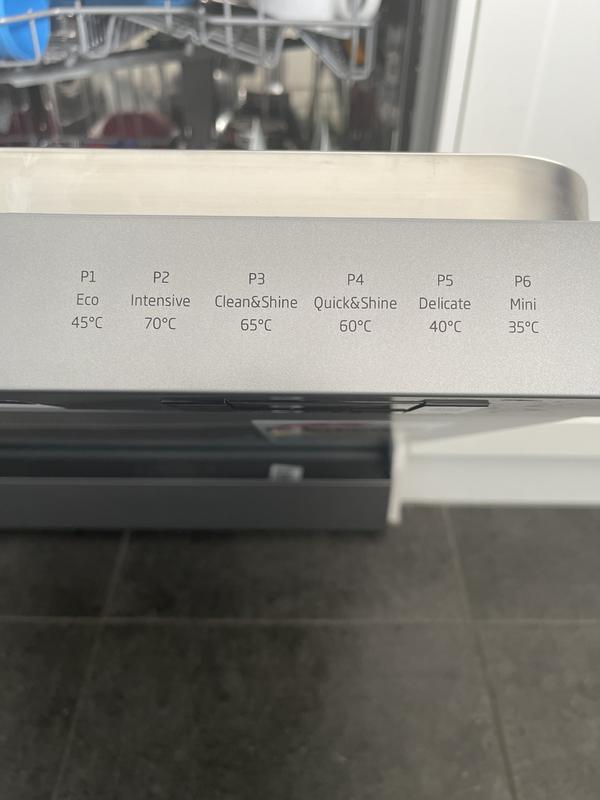 P1 P2 P3 P4 P5 P6
Eco Intensive Clean&Shine Quick&Shine Delicate Mini
45°C 70°C 65°C 60°C 40°C 35°C